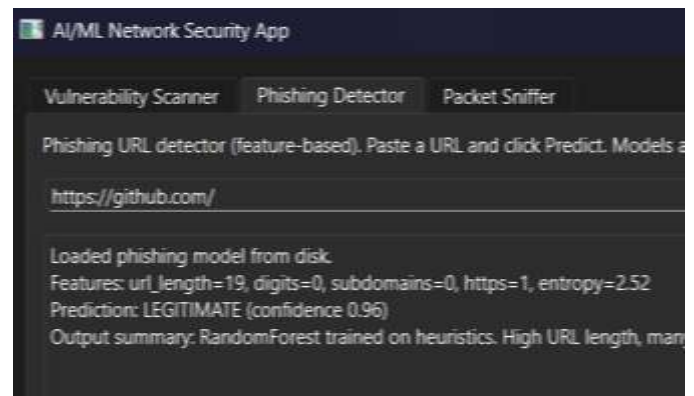 AI/ML Network Security App
Vulnerability Scanner Phishing Detector Packet Sniffer
Phishing URL detector (feature-based). Paste a URL and click Predict. Models a
https://github.com/
Loaded phishing model from disk.
Features: url_length=19, digits=0, subdomains=0, https=1, entropy=2.52
Prediction: LEGITIMATE (confidence 0.96)
Output summary: RandomForest trained on heuristics. High URL length, many